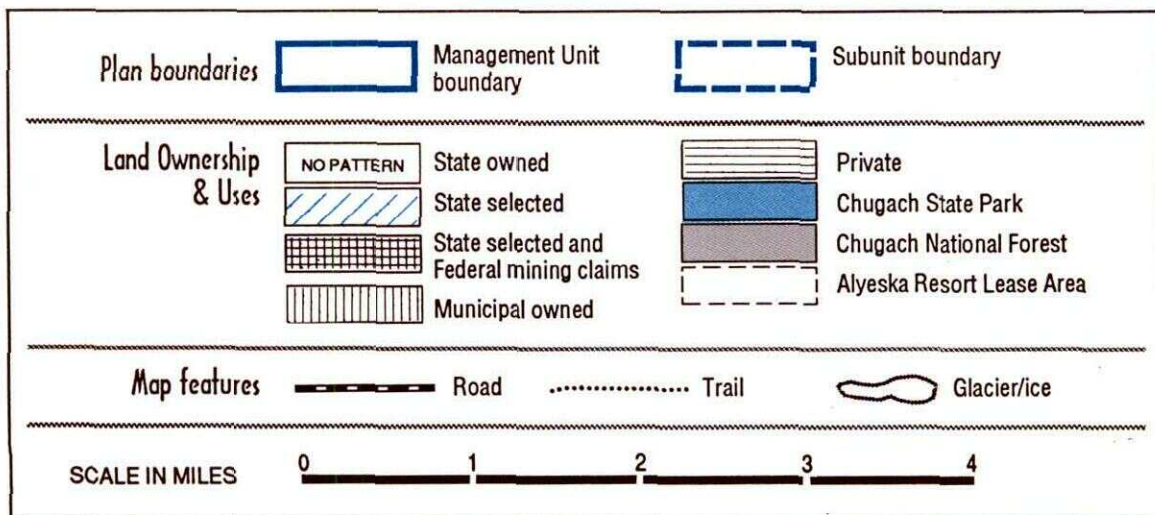 Plan boundaries
Management Unit
boundary
Subunit boundary
Land Ownership
& Uses
NO PATTERN
State owned
State selected
State selected and
Federal mining claims
Municipal owned
Private
Chugach State Park
Chugach National Forest
Alyeska Resort Lease Area
Map features
Road
Trail
Glacier/ice
SCALE IN MILES
0 1 2 3 4